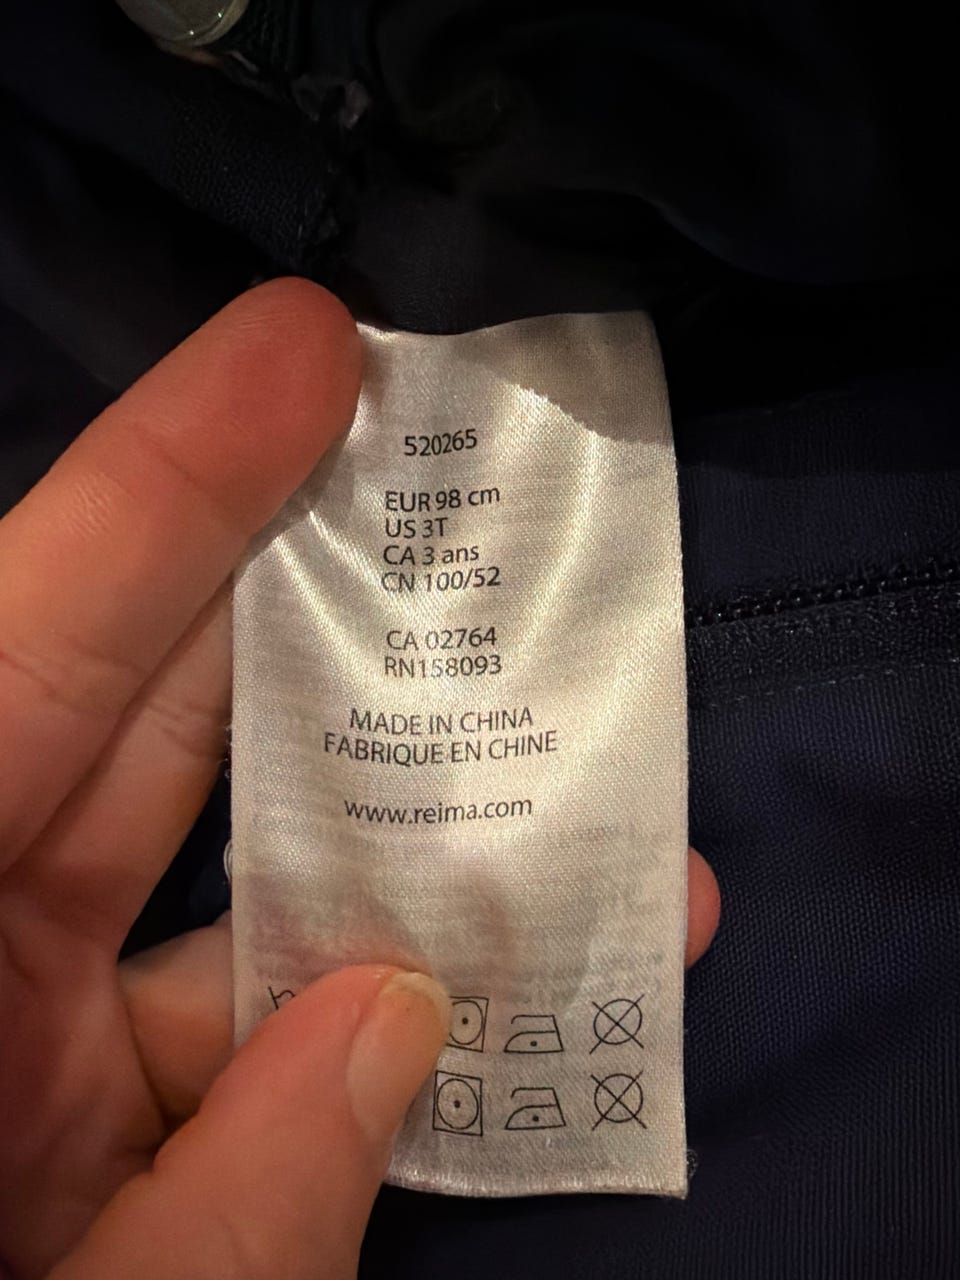 520265
EUR 98 cm
US 3T
CA 3 ans
CN 100/52
CA 02764
RN158093
MADE IN CHINA
FABRIQUE EN CHINE
www.reima.com